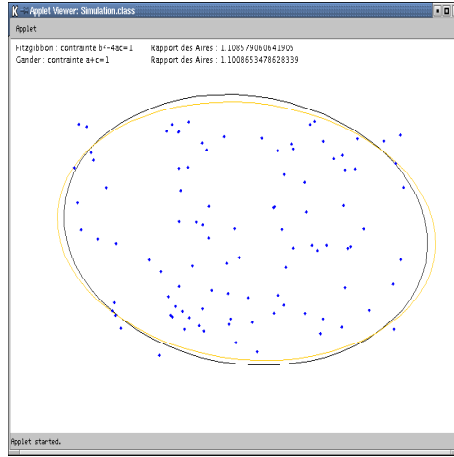 Applet Viewer: Simulation.class
Applet
Fitzgibbon : contrainte b²-4ac=1 Rapport des Aires : 1.108579060641905
Gander : contrainte a+c=1 Rapport des Aires : 1.1008653478628339
Applet started.